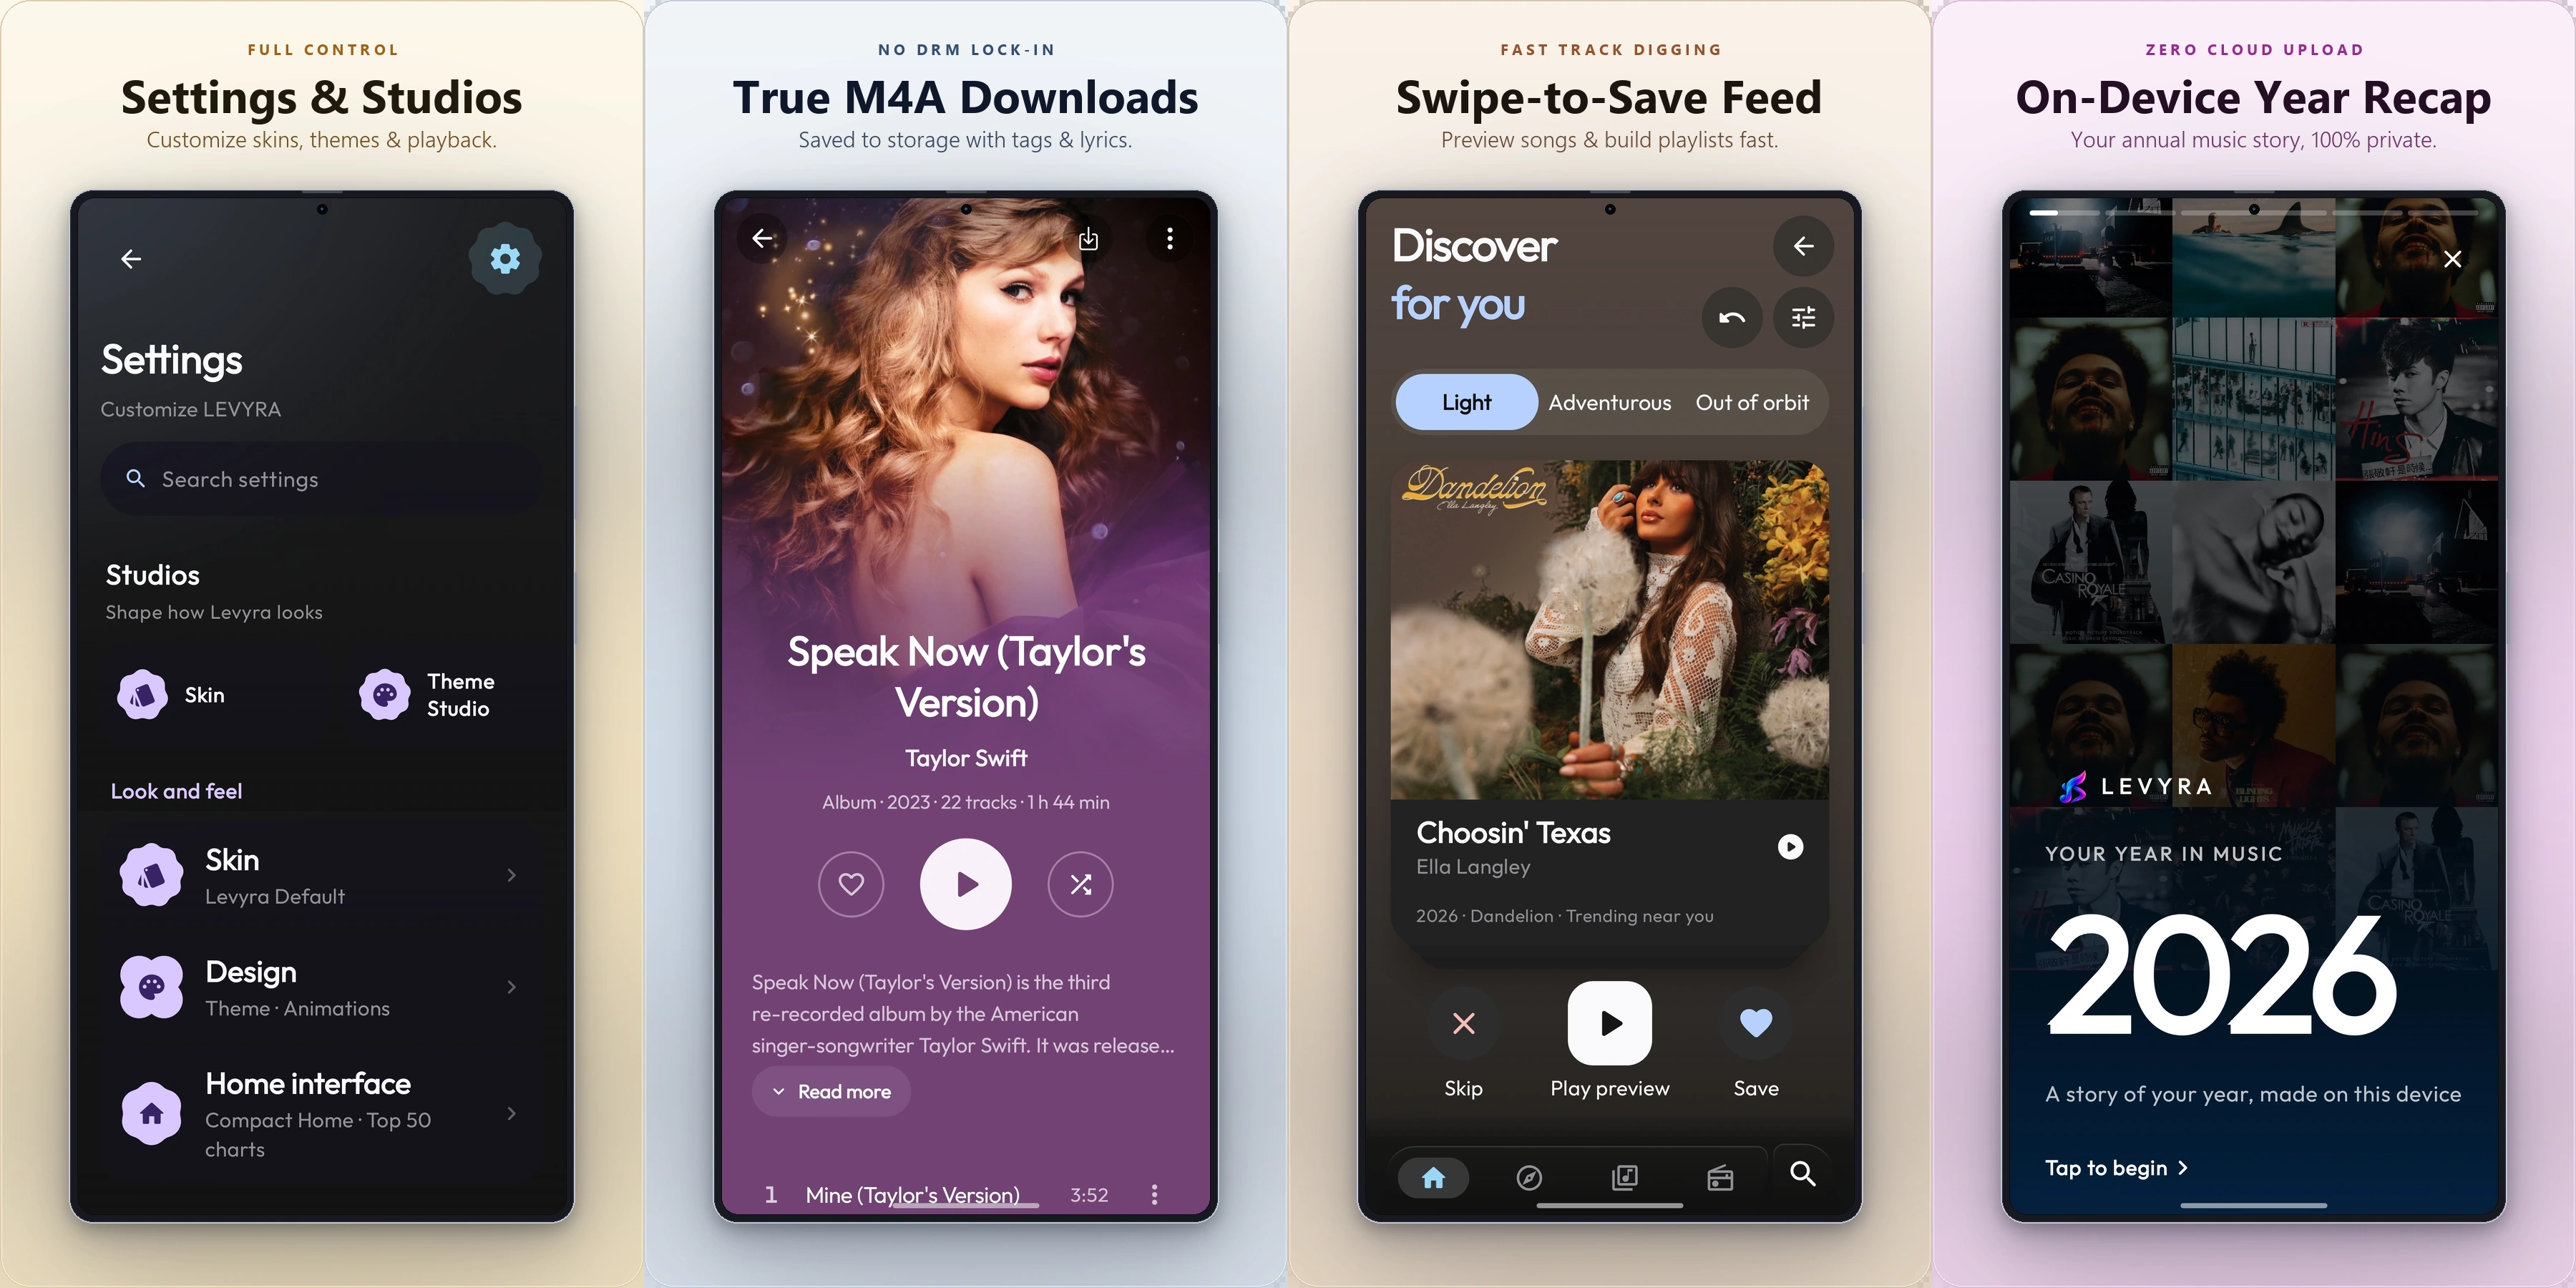 FULL CONTROL
Settings & Studios
Customize skins, themes & playback.
Settings
Customize LEVYRA
Search settings
Studios
Shape how Levyra looks
Skin
Theme
Studio
Look and feel
Skin
Levyra Default
Design
Theme · Animations
Home interface
Compact Home · Top 50
charts
NO DRM LOCK-IN
True M4A Downloads
Saved to storage with tags & lyrics.
Speak Now (Taylor's
Version)
Taylor Swift
Album · 2023 · 22 tracks · 1 h 44 min
Speak Now (Taylor's Version) is the third
re-recorded album by the American
singer-songwriter Taylor Swift. It was release...
Read more
1 Mine (Taylor's Version) 3:52
FAST TRACK DIGGING
Swipe-to-Save Feed
Preview songs & build playlists fast.
Discover
for you
Light Adventurous Out of orbit
Dandelion
Ella Langley
Choosin' Texas
Ella Langley
2026 · Dandelion · Trending near you
Skip Play preview Save
ZERO CLOUD UPLOAD
On-Device Year Recap
Your annual music story, 100% private.
Hins
CASINO
ROYALE
LEVYRA
YOUR YEAR IN MUSIC
CASINO
ROYALE
2026
A story of your year, made on this device
Tap to begin